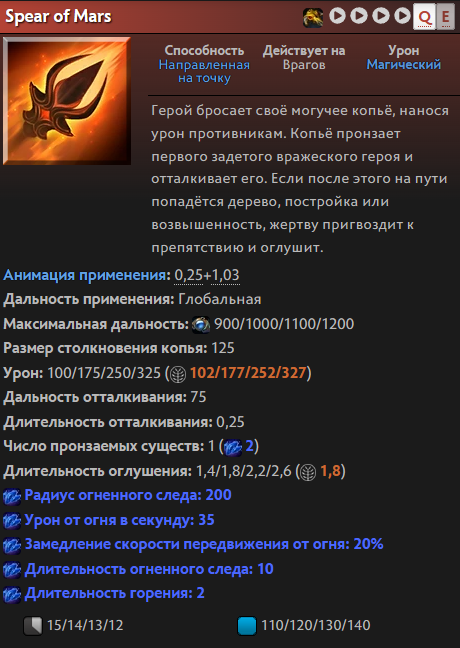 Spear of Mars
Q E
Способность
Направленная
на точку
Действует на
Врагов
Урон
Магический
Герой бросает своё могучее копьё, нанося
урон противникам. Копьё пронзает
первого задетого вражеского героя и
отталкивает его. Если после этого на пути
попадётся дерево, постройка или
возвышенность, жертву пригвоздит к
препятствию и оглушит.
Анимация применения: 0,25+1,03
Дальность применения: Глобальная
Максимальная дальность: 900/1000/1100/1200
Размер столкновения копья: 125
Урон: 100/175/250/325 (102/177/252/327)
Дальность отталкивания: 75
Длительность отталкивания: 0,25
Число пронзаемых существ: 1 (2)
Длительность оглушения: 1,4/1,8/2,2/2,6 (1,8)
Радиус огненного следа: 200
Урон от огня в секунду: 35
Замедление скорости передвижения от огня: 20%
Длительность огненного следа: 10
Длительность горения: 2
15/14/13/12 110/120/130/140